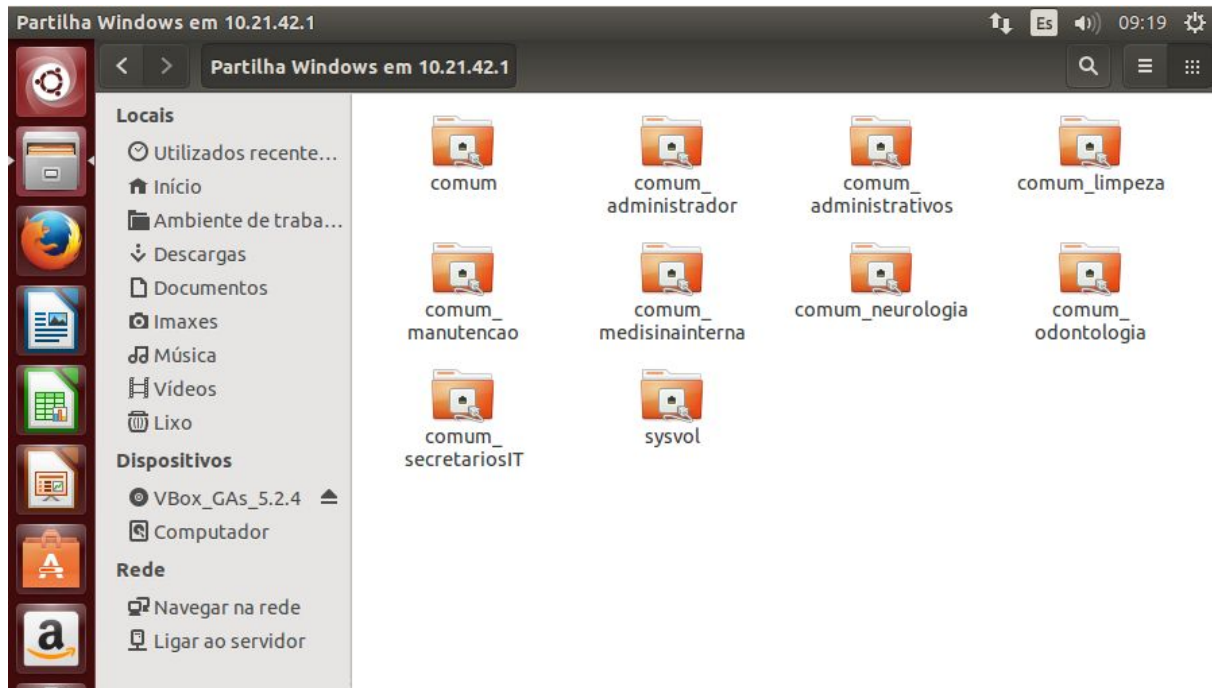 Partilha Windows em 10.21.42.1
Es
09:19
Partilha Windows em 10.21.42.1
Locais
Utilizados recente...
Início
Ambiente de traba...
Descargas
Documentos
Imaxes
Música
Vídeos
Lixo
Dispositivos
VBox_GAs_5.2.4
Computador
Rede
Navegar na rede
Ligar ao servidor
comum
comum_
administrador
comum_
administrativos
comum_limpeza
comum_
manutencao
comum_
medisinainterna
comum_neurologia
comum_
odontologia
comum_
secretariosIT
sysvol